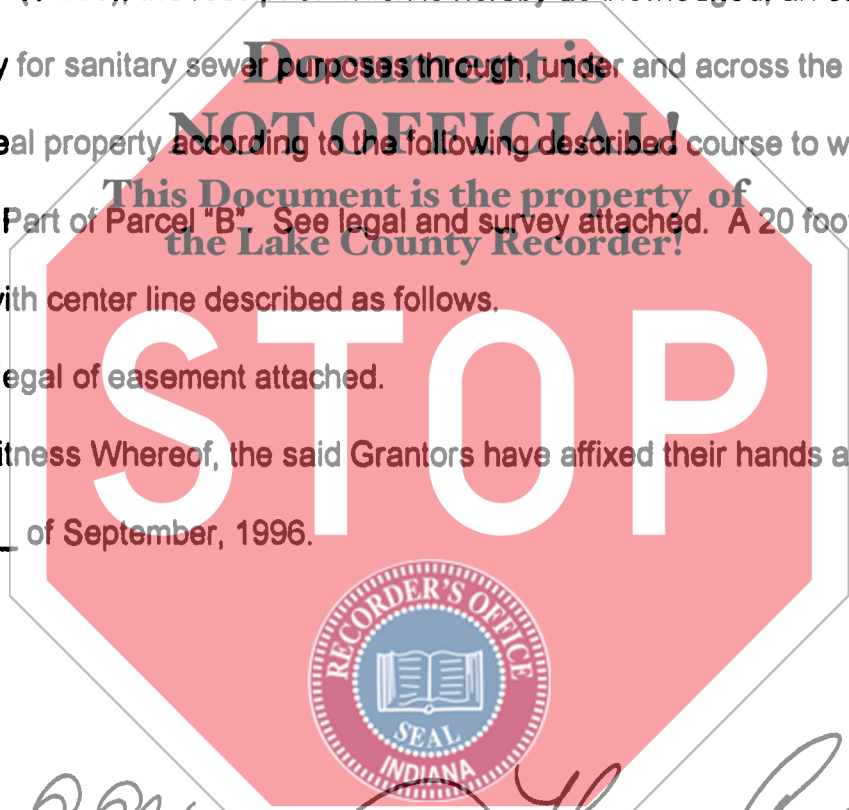 y for sanitary sewer purposes through, under and across the
eal property according to the following described course to w
Part of Parcel "B". See legal and survey attached. A 20 foo
with center line described as follows.
egal of easement attached.
itness Whereof, the said Grantors have affixed their hands a
of September, 1996.
Document is
NOT OFFICIAL!
This Document is the property of
the Lake County Recorder!
STOP
RECORDER'S OFFICE
SEAL
INDIANA